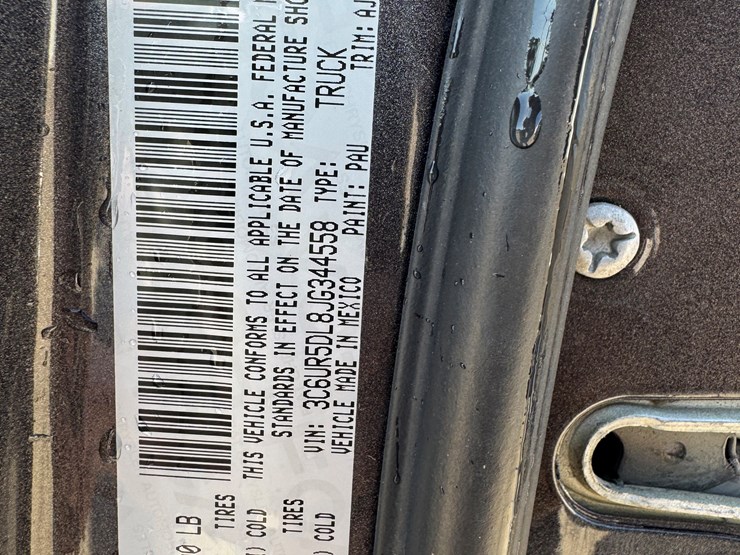 0 LB
TIRES
) COLD
THIS VEHICLE CONFORMS TO ALL APPLICABLE U.S.A. FEDERAL
TIRES
STANDARDS IN EFFECT ON THE DATE OF MANUFACTURE SHO
) COLD
VIN: 3C6UR5DL8JG344558 TYPE: TRUCK
VEHICLE MADE IN MEXICO PAINT: PAU TRIM: AJ